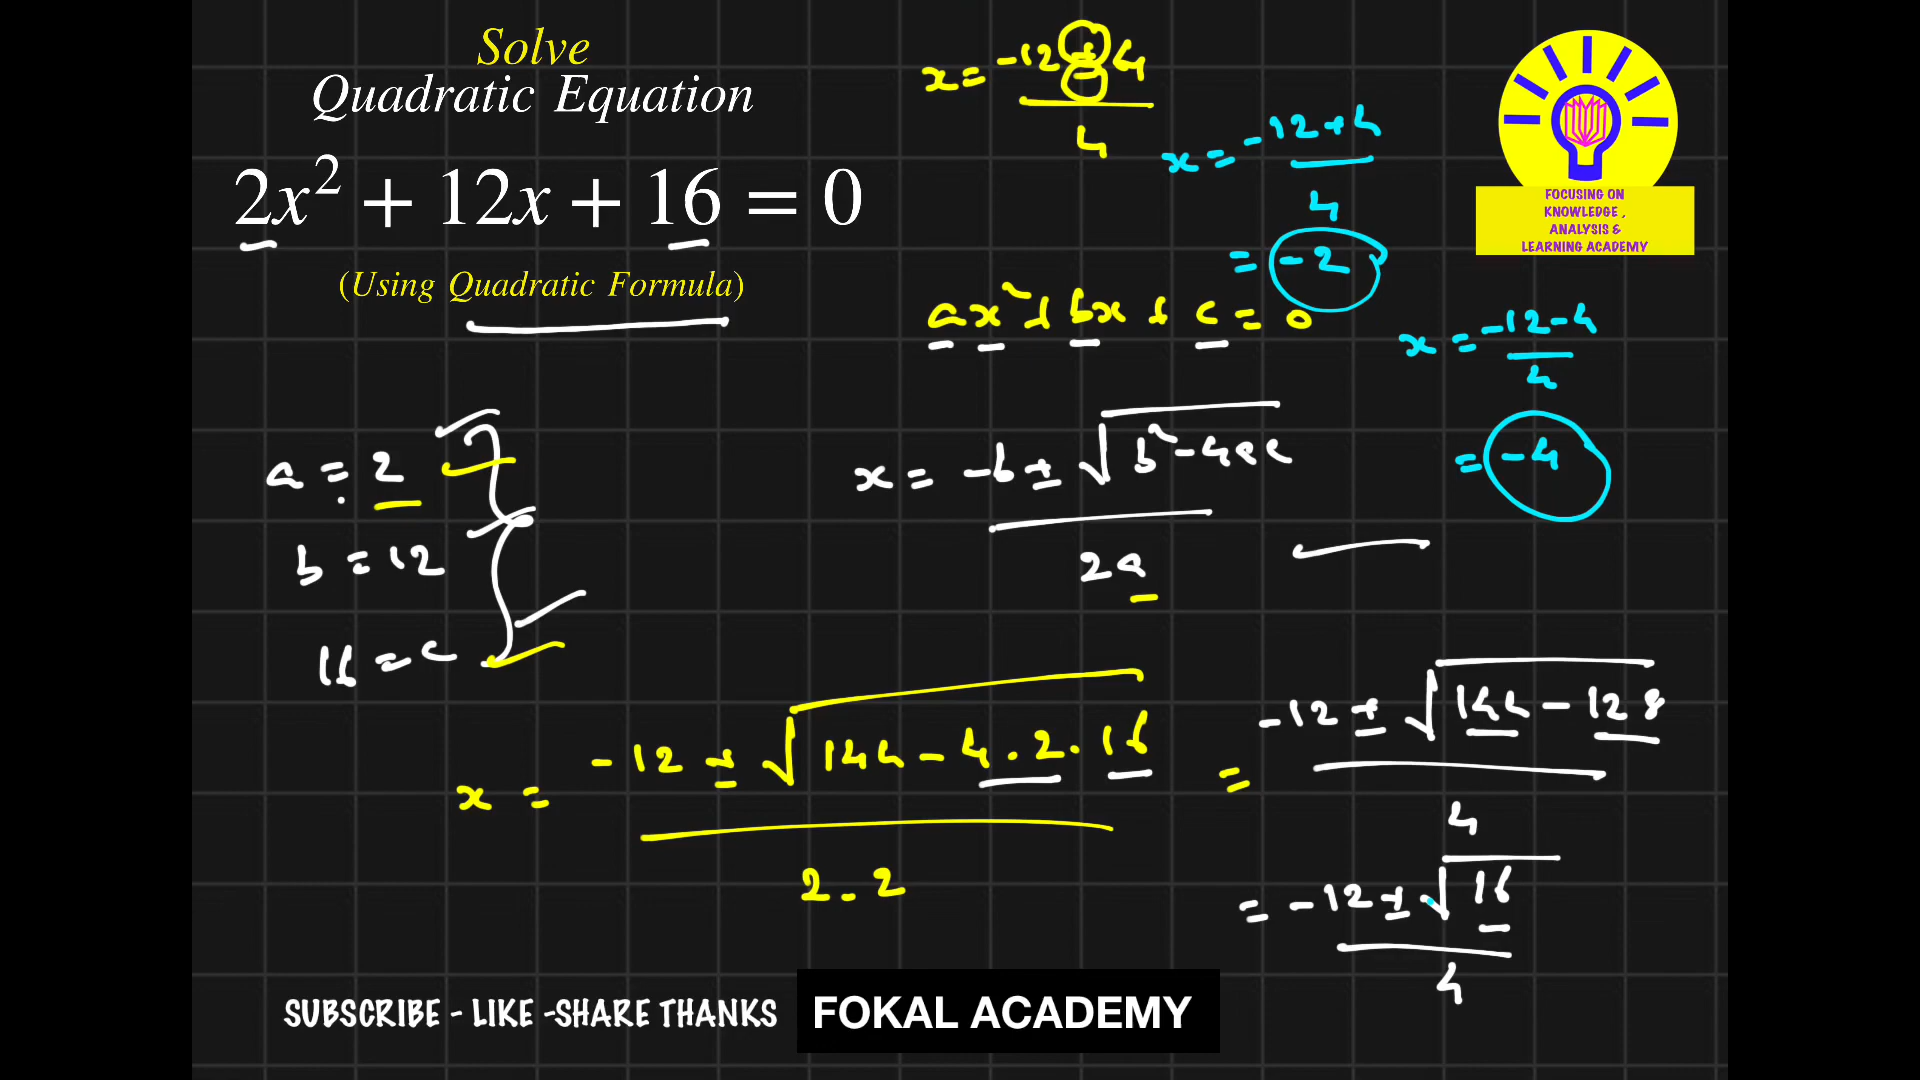 Solve
Quadratic Equation
2x² + 12x + 16 = 0
(Using Quadratic Formula)
x = -12 ± 4
4
x = -12 + 4
4
= -2
FOCUSING ON
KNOWLEDGE ,
ANALYSIS &
LEARNING ACADEMY
ax² + bx + c = 0
x = -12 - 4
4
= -4
a = 2
b = 12
16 = c
x = -b ± √b² - 4ac
2a
x = -12 ± √144 - 4 . 2 . 16
2 . 2
= -12 ± √144 - 128
4
= -12 ± √16
4
SUBSCRIBE - LIKE -SHARE THANKS
FOKAL ACADEMY